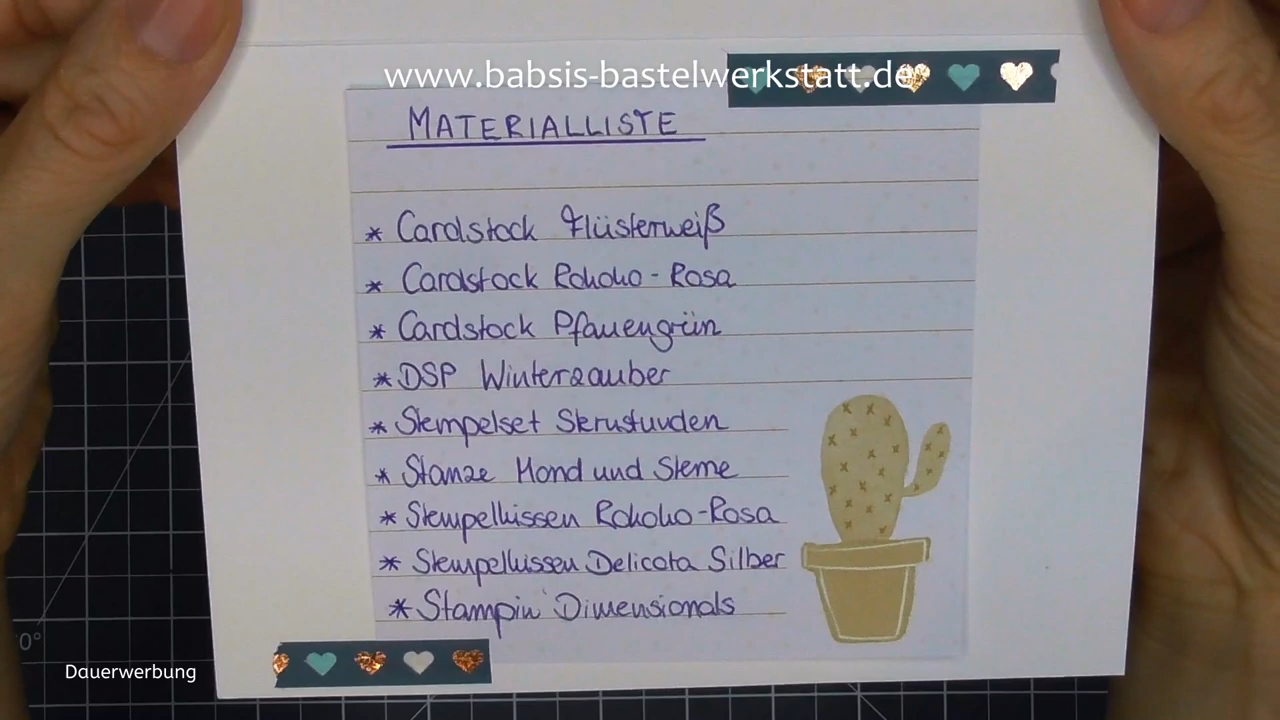 www.babsis-bastelwerkstatt.de
MATERIALLISTE
* Cardstock Flüsterweiß
* Cardstock Rokoko-Rosa
* Cardstock Pfauengrün
* DSP Winterzauber
* Stempelset Sternstunden
* Stanze Mond und Sterne
* Stempelkissen Rokoko-Rosa
* Stempelkissen Delicata Silber
* Stampin Dimensionals
0°
Dauerwerbung